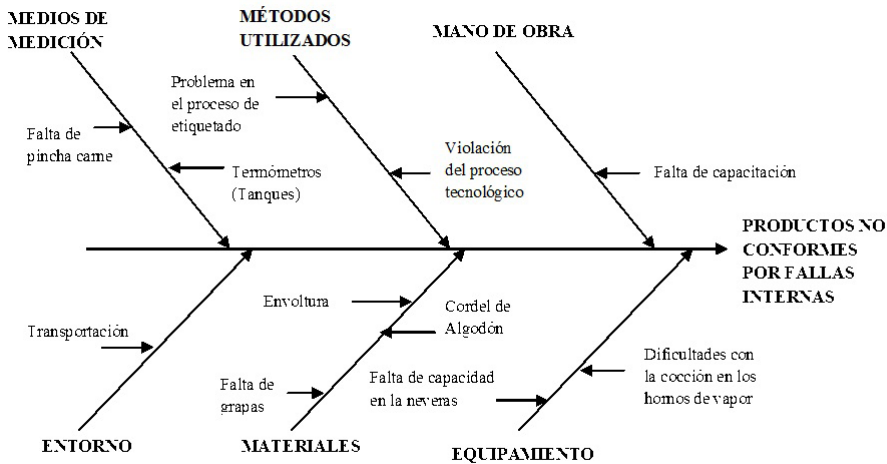 MEDIOS DE
MEDICIÓN
MÉTODOS
UTILIZADOS
MANO DE OBRA
Problema en
el proceso de
etiquetado
Falta de
pincha carne
Termómetros
(Tanques)
Violación
del proceso
tecnológico
Falta de capacitación
PRODUCTOS NO
CONFORMES
POR FALLAS
INTERNAS
Transportación
Envoltura
Cordel de
Algodón
Falta de
grapas
Falta de capacidad
en la neveras
Dificultades con
la cocción en los
hornos de vapor
ENTORNO
MATERIALES
EQUIPAMIENTO